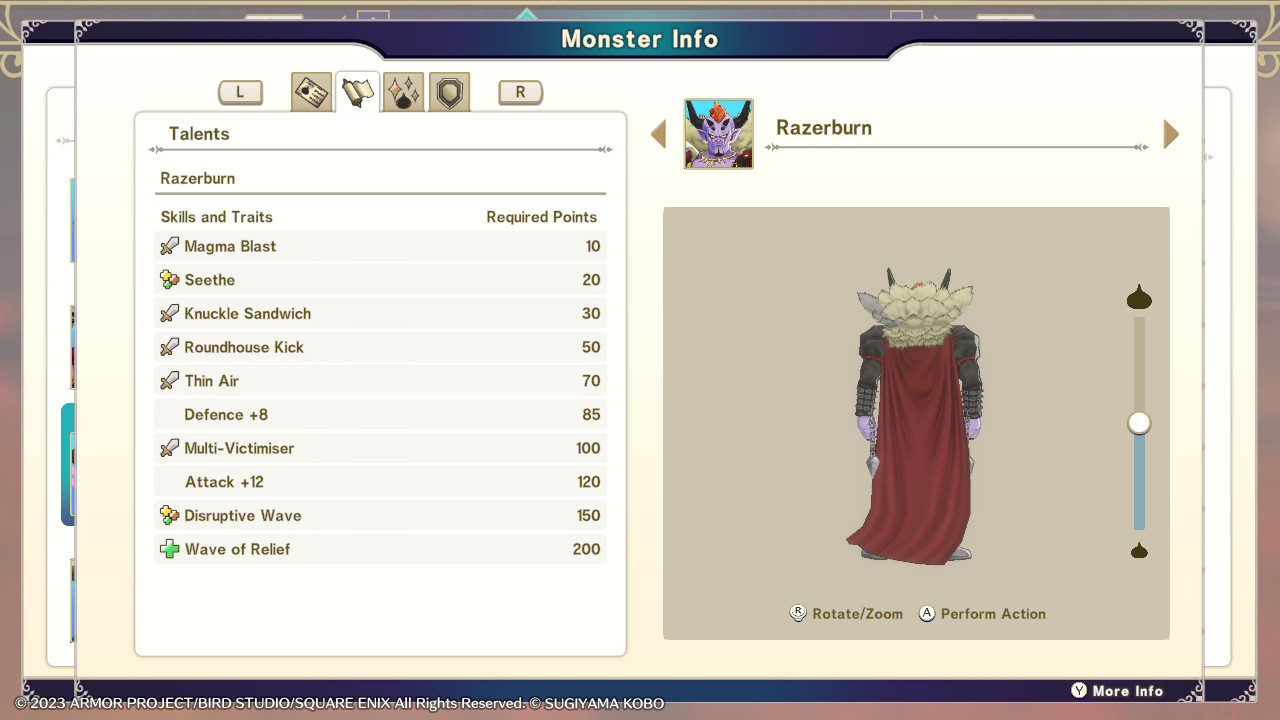 Monster Info
L
R
Talents
Razerburn
Skills and Traits Required Points
Magma Blast 10
Seethe 20
Knuckle Sandwich 30
Roundhouse Kick 50
Thin Air 70
Defence +8 85
Multi-Victimiser 100
Attack +12 120
Disruptive Wave 150
Wave of Relief 200
Razerburn
R Rotate/Zoom A Perform Action
Y More Info
© 2023 ARMOR PROJECT/BIRD STUDIO/SQUARE ENIX All Rights Reserved. © SUGIYAMA KOBO